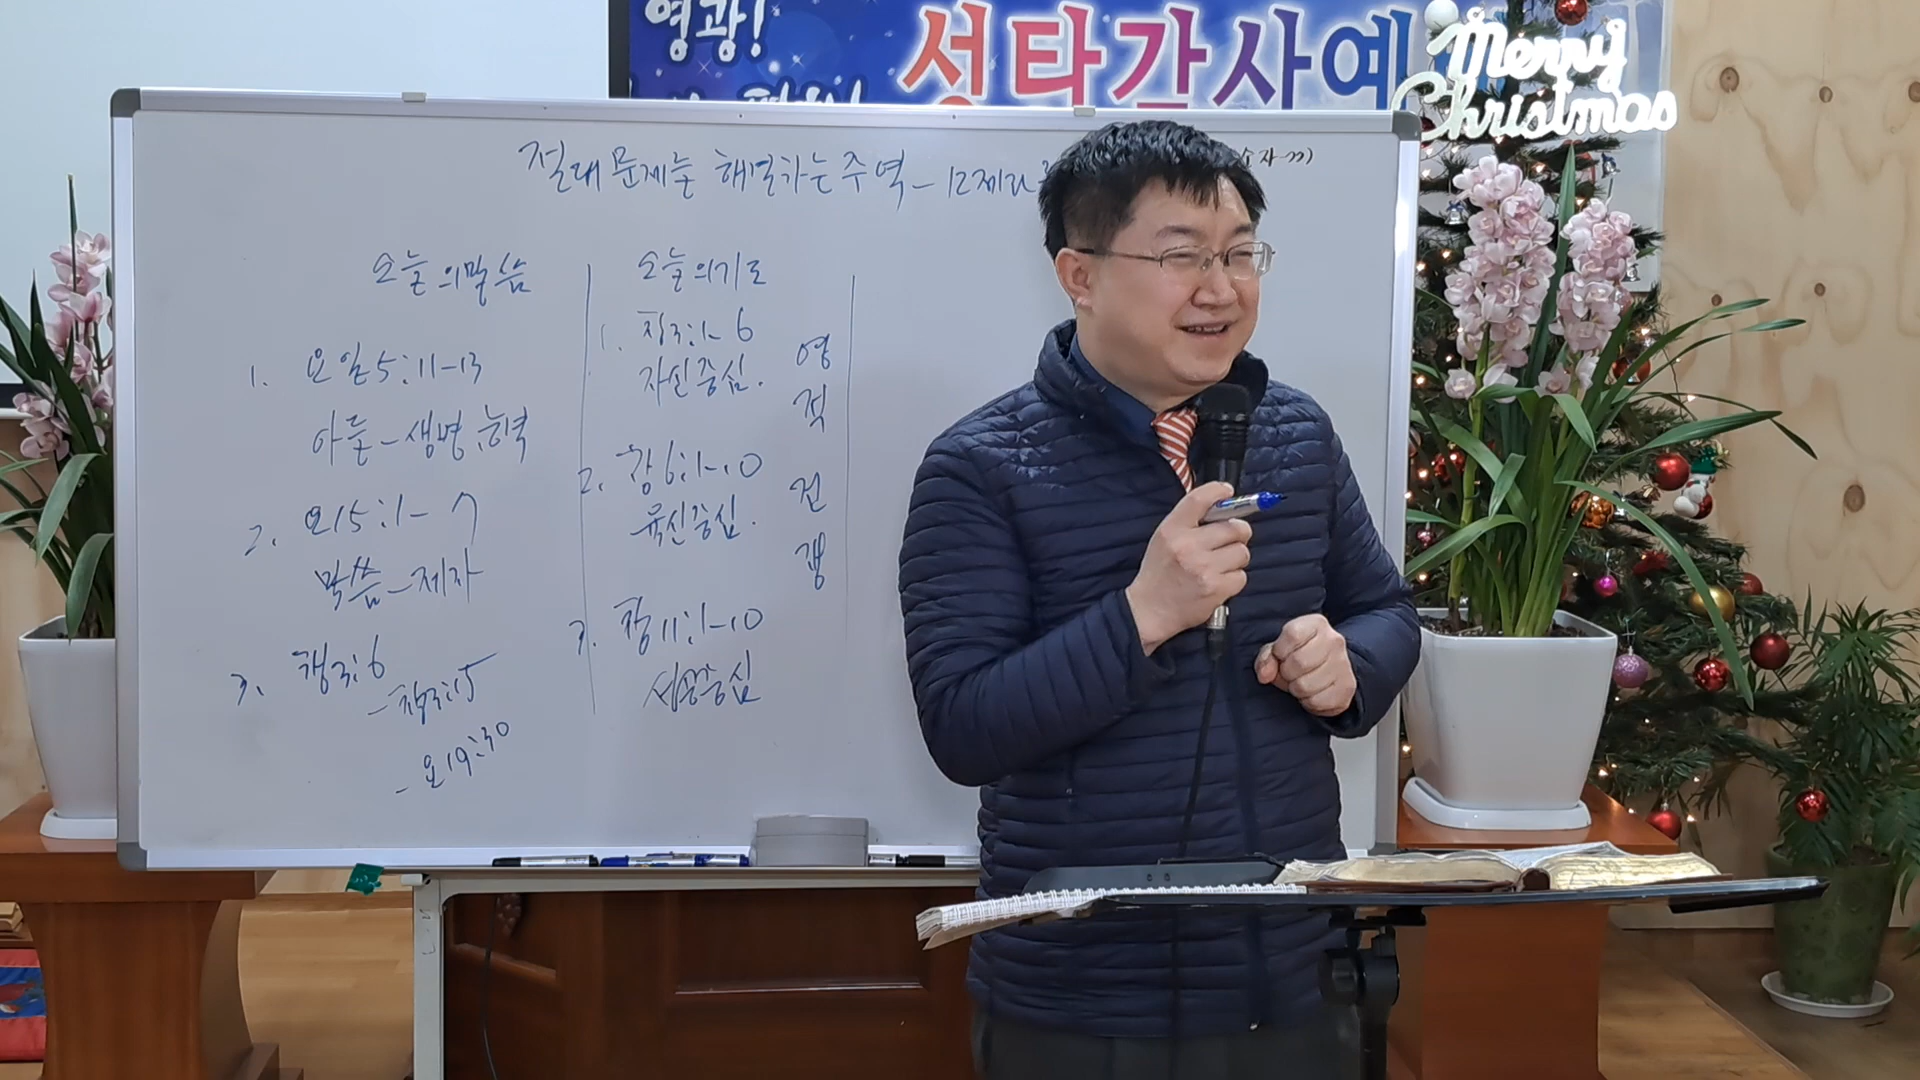 영광!
성탄감사예
Merry
Christmas
절대 문제를 해결하는 주역 - 12제자
오늘의 말씀
1. 요일5:11-13
아들 - 생명, 능력
2. 요15:1-7
말씀 - 제자
3. 창3:6
- 창3:15
- 요19:30
오늘의 기도
1. 창3:1-6
자신중심.
2. 창6:1-10
육신중심.
3. 창11:1-10
서공중심
영적